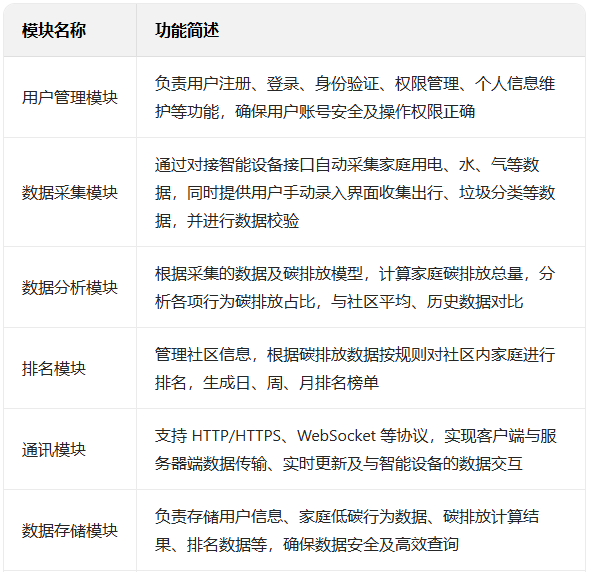 模块名称
功能简述
用户管理模块
负责用户注册、登录、身份验证、权限管理、个人信息维
护等功能，确保用户账号安全及操作权限正确
数据采集模块
通过对接智能设备接口自动采集家庭用电、水、气等数
据，同时提供用户手动录入界面收集出行、垃圾分类等数
据，并进行数据校验
数据分析模块
根据采集的数据及碳排放模型，计算家庭碳排放总量，分
析各项行为碳排放占比，与社区平均、历史数据对比
排名模块
管理社区信息，根据碳排放数据按规则对社区内家庭进行
排名，生成日、周、月排名榜单
通讯模块
支持 HTTP/HTTPS、WebSocket 等协议，实现客户端与服
务器端数据传输、实时更新及与智能设备的数据交互
数据存储模块
负责存储用户信息、家庭低碳行为数据、碳排放计算结
果、排名数据等，确保数据安全及高效查询